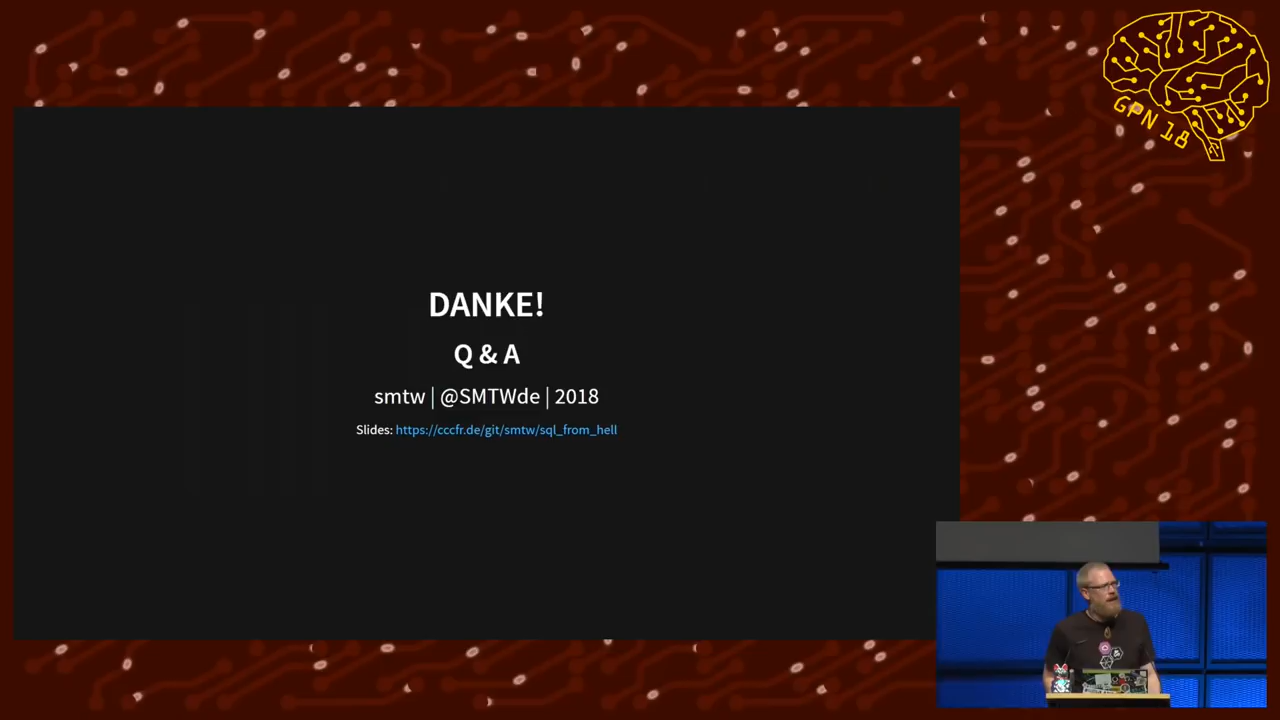 GPN 18
DANKE!
Q & A
smtw | @SMTWde | 2018
Slides: https://cccfr.de/git/smtw/sql_from_hell